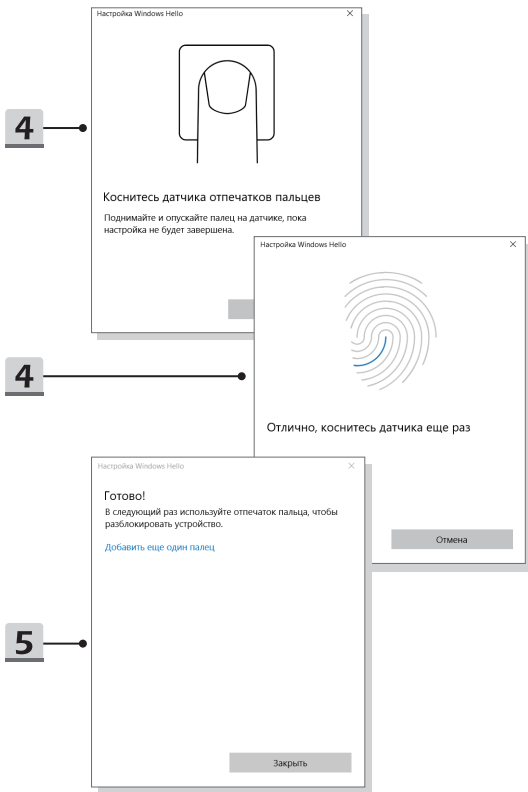 Настройка Windows Hello
4
Коснитесь датчика отпечатков пальцев
Поднимайте и опускайте палец на датчике, пока
настройка не будет завершена.
Настройка Windows Hello
4
Отлично, коснитесь датчика еще раз
Отмена
Настройка Windows Hello
Готово!
В следующий раз используйте отпечаток пальца, чтобы
разблокировать устройство.
Добавить еще один палец
5
Закрыть